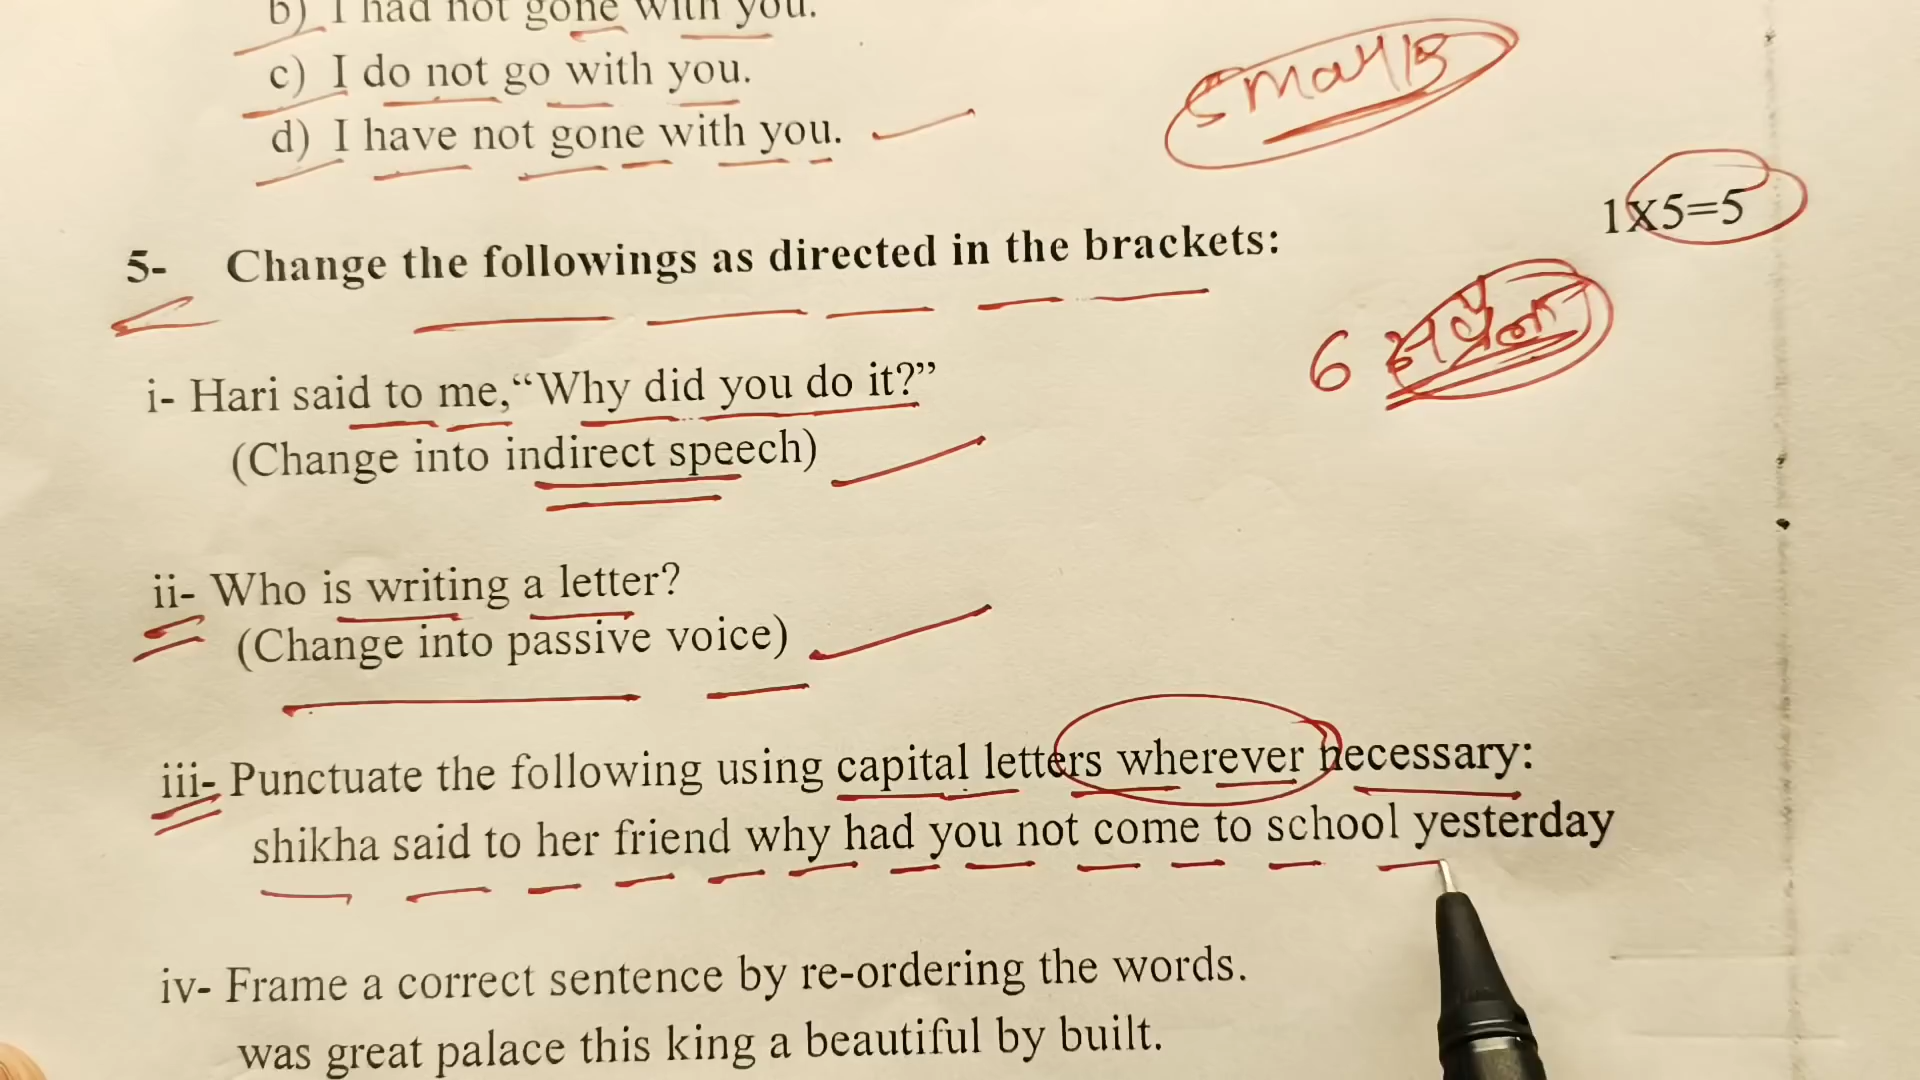 b) I had not gone with you.
c) I do not go with you.
d) I have not gone with you.
5 marks
1x5=5
5- Change the followings as directed in the brackets:
6
i- Hari said to me,“Why did you do it?”
(Change into indirect speech)
ii- Who is writing a letter?
(Change into passive voice)
iii- Punctuate the following using capital letters wherever necessary:
shikha said to her friend why had you not come to school yesterday
iv- Frame a correct sentence by re-ordering the words.
was great palace this king a beautiful by built.